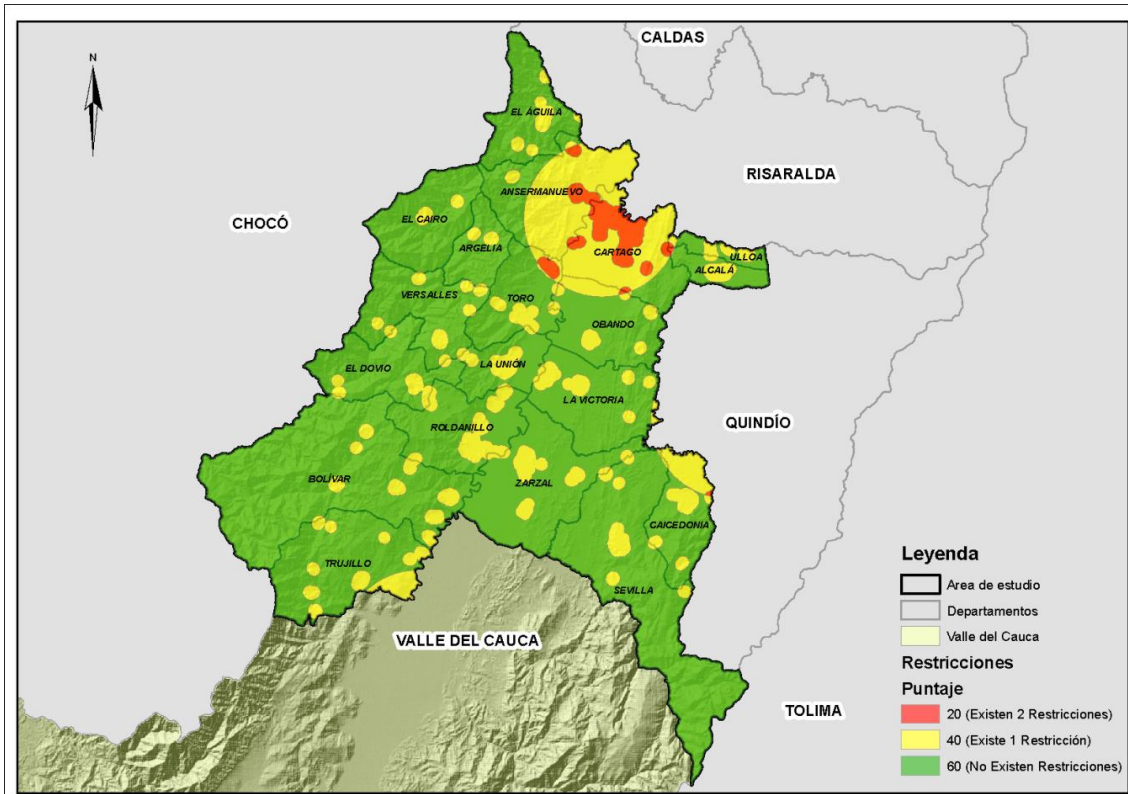 CALDAS
N
EL ÁGUILA
RISARALDA
ANSERMANUEVO
CHOCÓ
EL CAIRO
ARGELIA
CARTAGO
ULLOA
ALCALÁ
VERSALLES
TORO
OBANDO
EL DOVIO
LA UNIÓN
LA VICTORIA
QUINDÍO
ROLDANILLO
BOLÍVAR
ZARZAL
CAICEDONIA
TRUJILLO
SEVILLA
VALLE DEL CAUCA
TOLIMA
Leyenda
Area de estudio
Departamentos
Valle del Cauca
Restricciones
Puntaje
20 (Existen 2 Restricciones)
40 (Existe 1 Restricción)
60 (No Existen Restricciones)